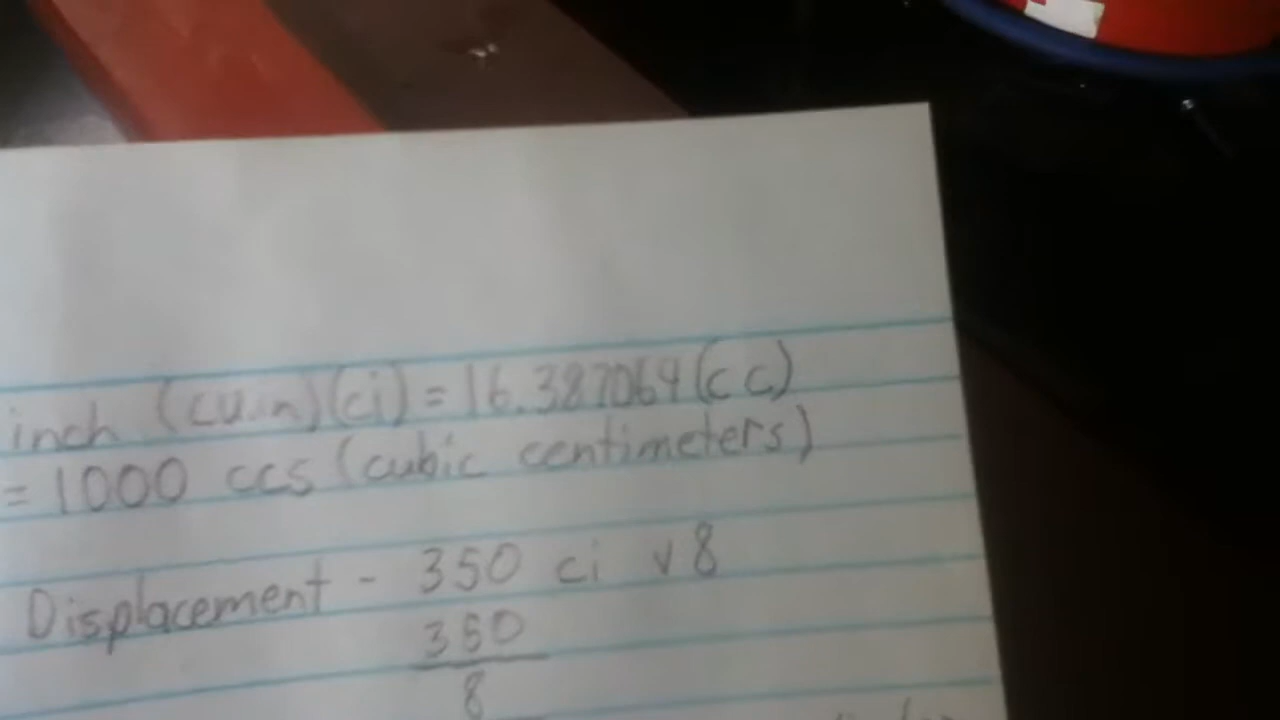 inch (cu.in)(ci) = 16.387064(cc)
= 1000 ccs (cubic centimeters)
Displacement - 350 ci v8
350
8